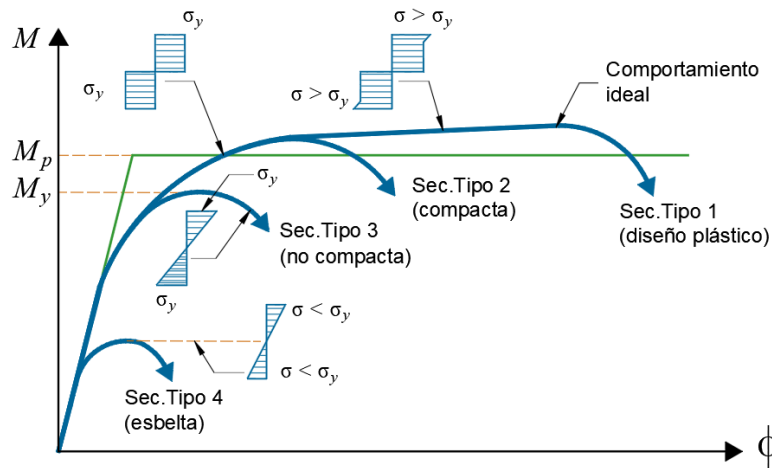 M
σy
σy
σ > σy
σ > σy
Comportamiento
ideal
Mp
My
σy
Sec.Tipo 3
(no compacta)
Sec.Tipo 2
(compacta)
Sec.Tipo 1
(diseño plástico)
σy
σ < σy
σ < σy
Sec.Tipo 4
(esbelta)
ϕ